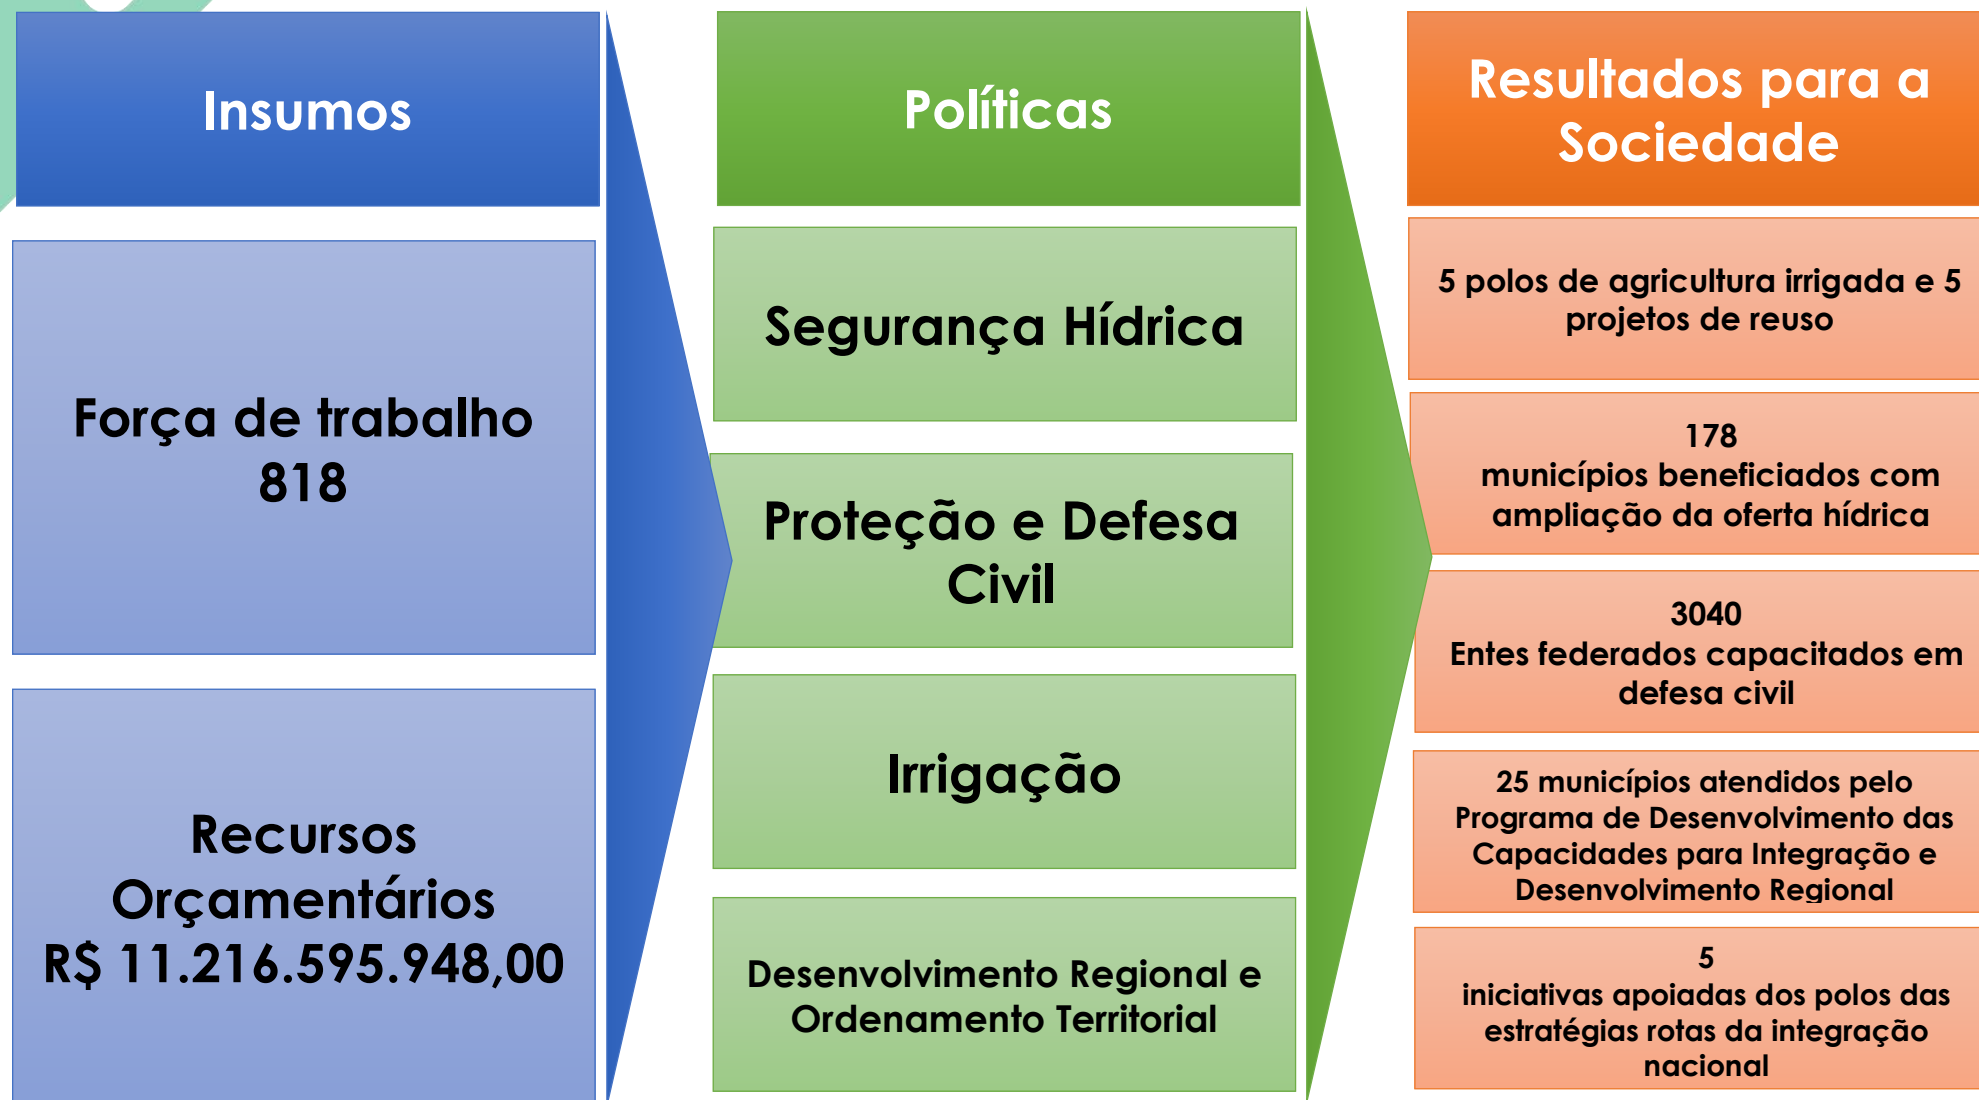 Insumos
Força de trabalho
818
Recursos
Orçamentários
R$ 11.216.595.948,00
Políticas
Segurança Hídrica
Proteção e Defesa
Civil
Irrigação
Desenvolvimento Regional e
Ordenamento Territorial
Resultados para a
Sociedade
5 polos de agricultura irrigada e 5
projetos de reuso
178
municípios beneficiados com
ampliação da oferta hídrica
3040
Entes federados capacitados em
defesa civil
25 municípios atendidos pelo
Programa de Desenvolvimento das
Capacidades para Integração e
Desenvolvimento Regional
5
iniciativas apoiadas dos polos das
estratégias rotas da integração
nacional